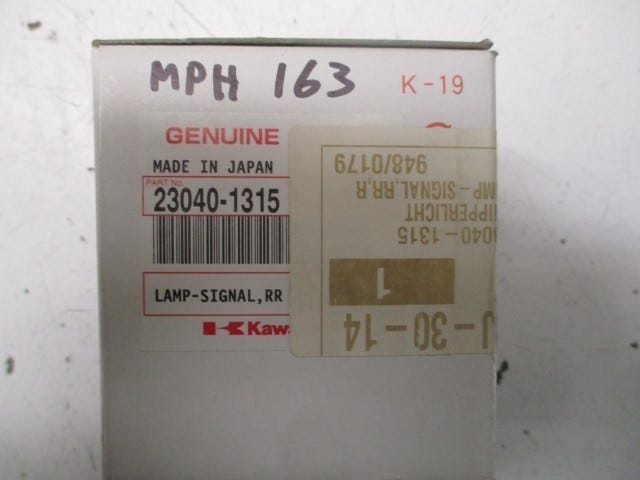 MPH 163
K-19
GENUINE
MADE IN JAPAN
PART No.
23040-1315
LAMP-SIGNAL,RR
Kawa
J-30-14
1
040-1315
IPPERLICHT
MP-SIGNAL,RR,R
948/0179